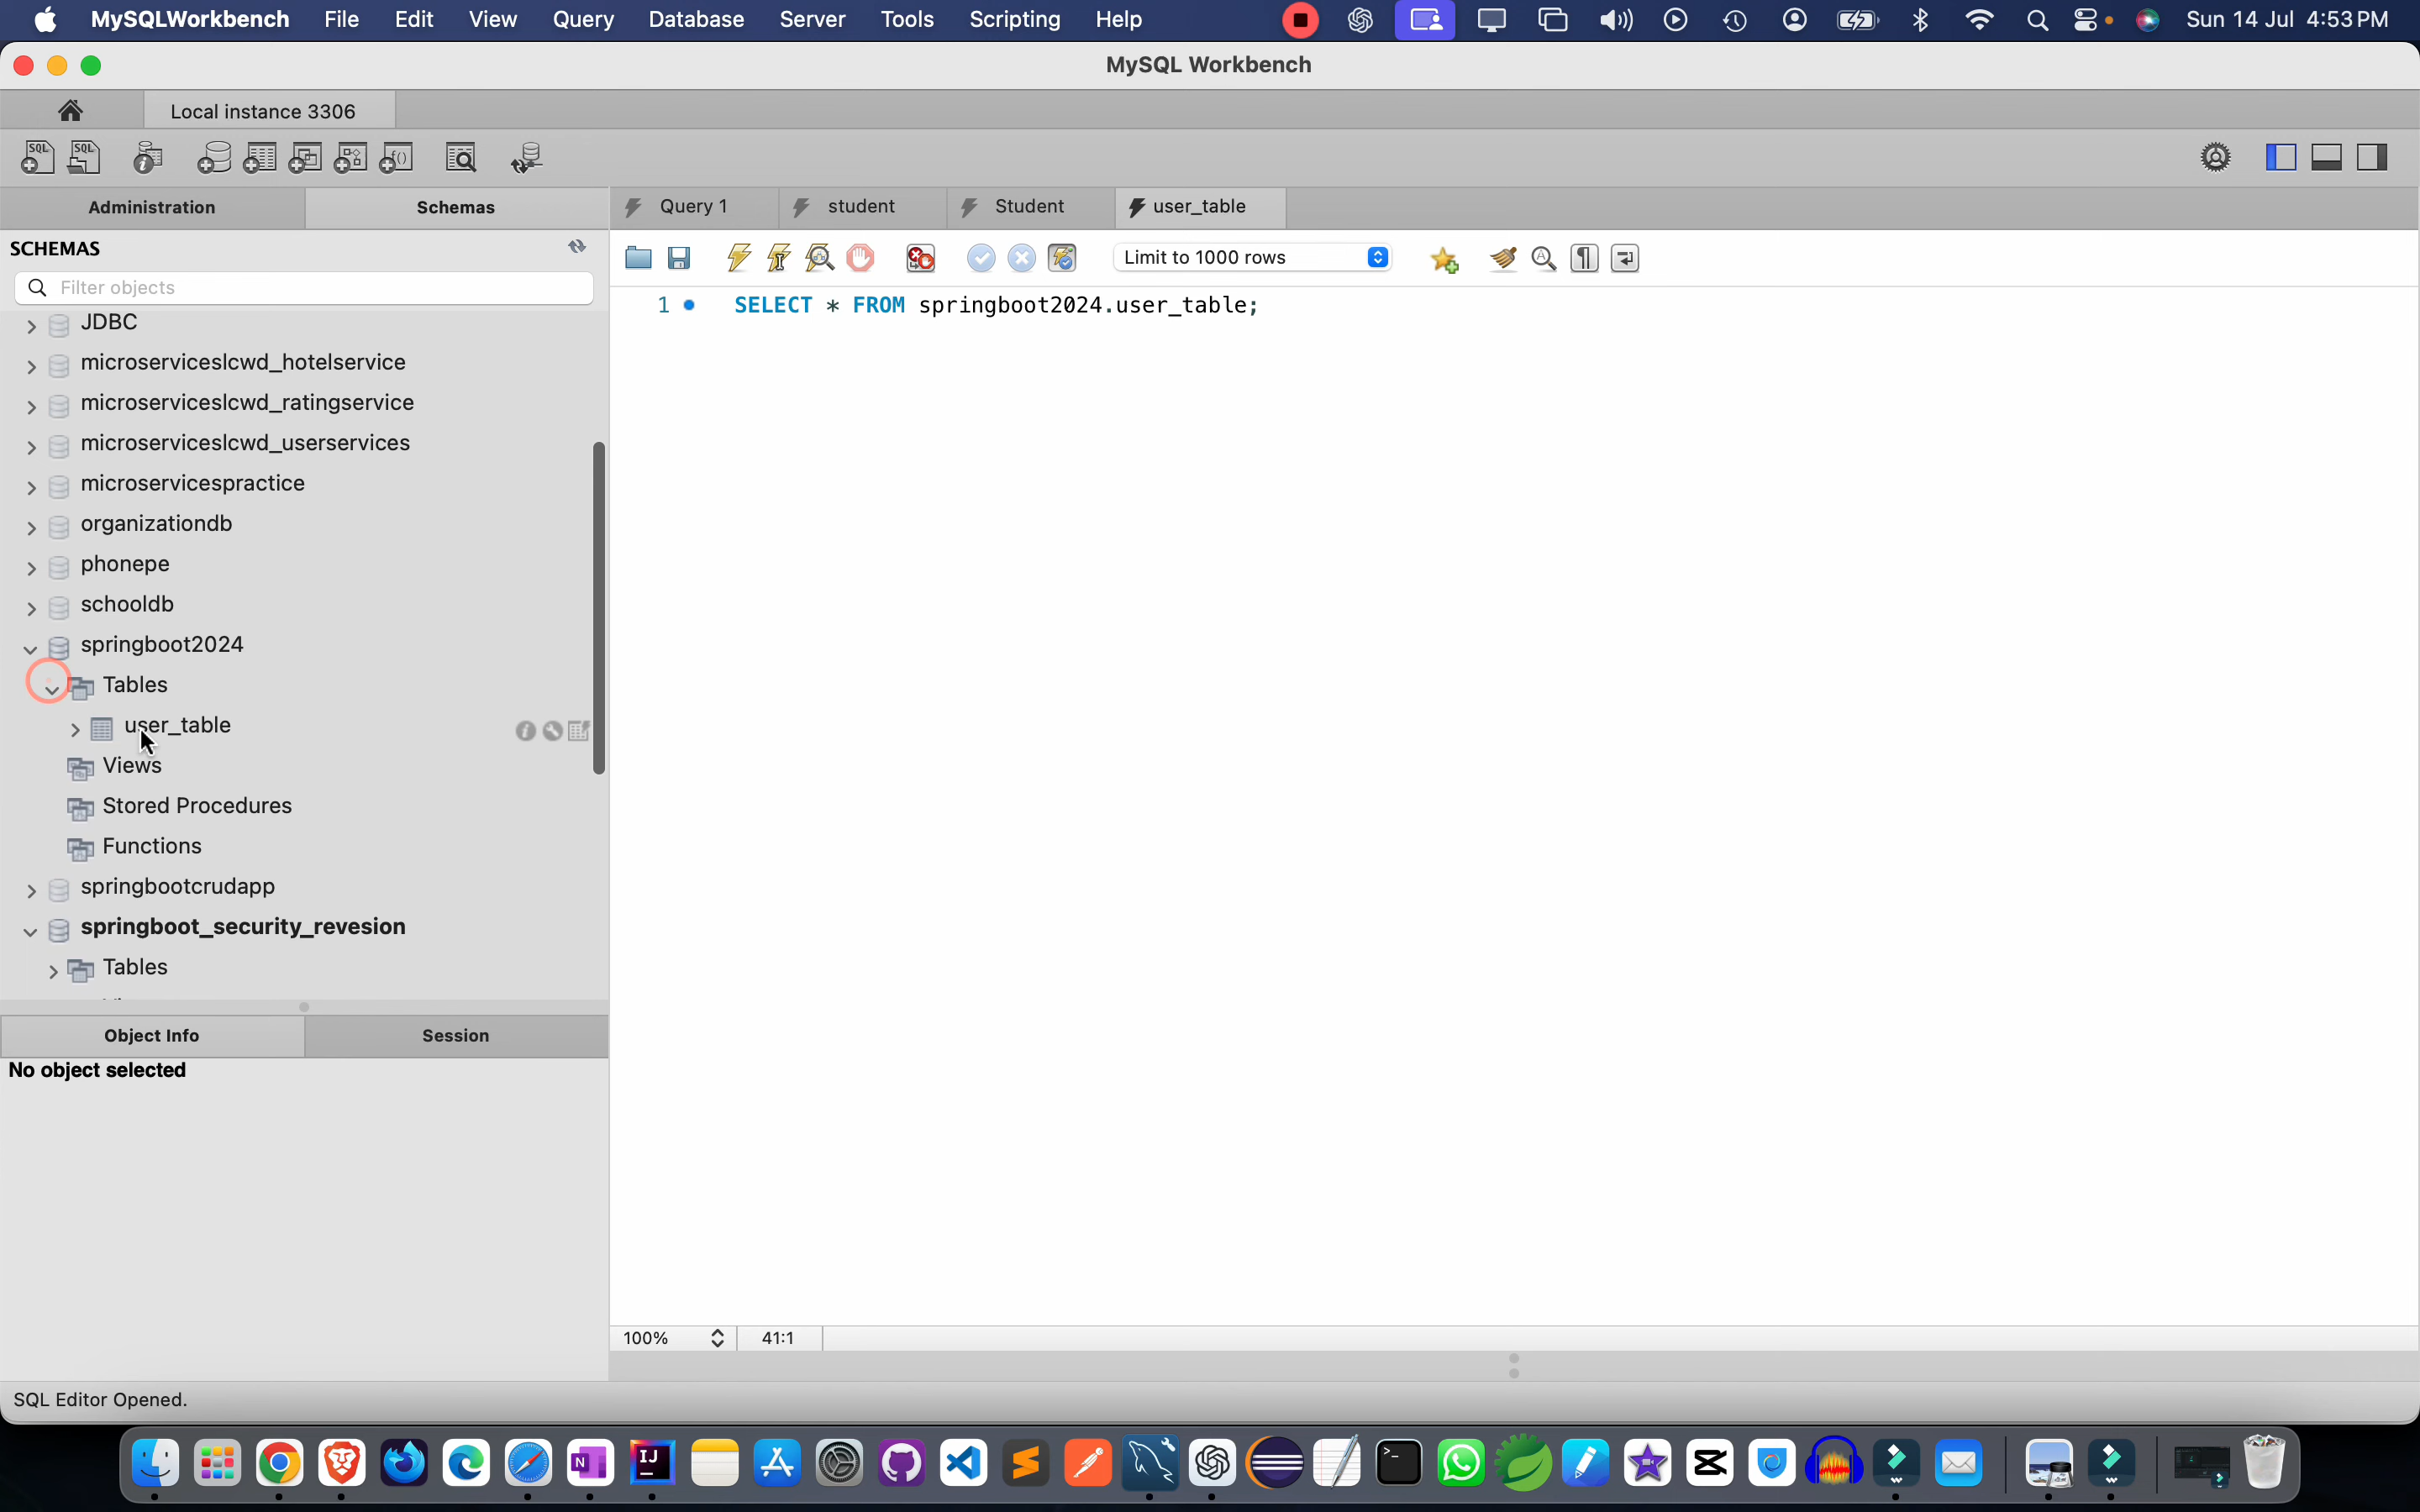 MySQLWorkbench File Edit View Query Database Server Tools Scripting Help Sun 14 Jul 4:53 PM
MySQL Workbench
Local instance 3306
Administration Schemas Query 1 student Student user_table
SCHEMAS
Filter objects
Limit to 1000 rows
1 SELECT * FROM springboot2024.user_table;
JDBC
microserviceslcwd_hotelservice
microserviceslcwd_ratingservice
microserviceslcwd_userservices
microservicespractice
organizationdb
phonepe
schooldb
springboot2024
Tables
user_table
Views
Stored Procedures
Functions
springbootcrudapp
springboot_security_revesion
Tables
Object Info Session
No object selected
100% 41:1
SQL Editor Opened.